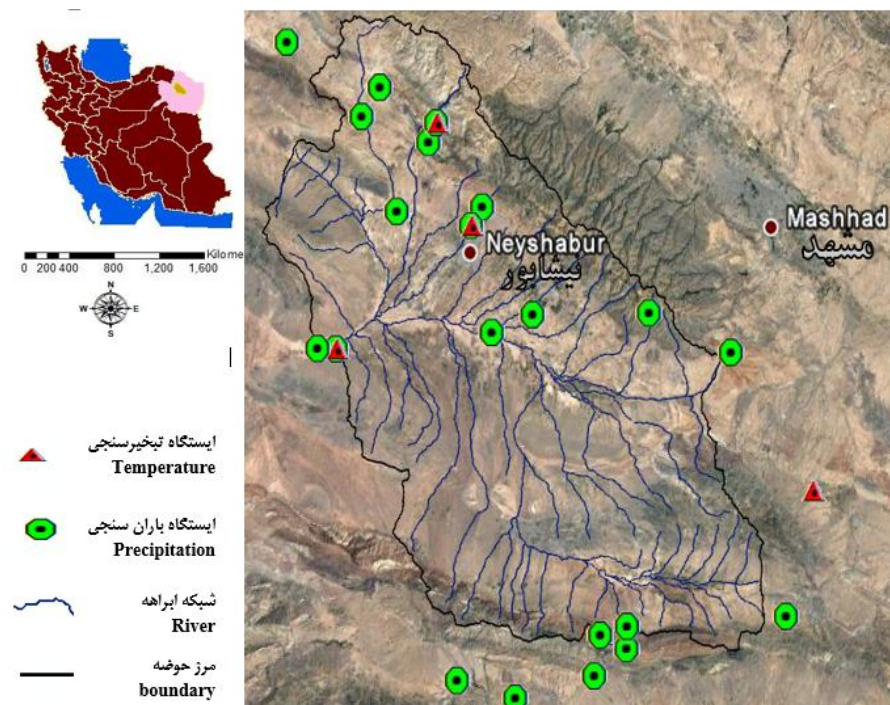 Mashhad
مشهد
Neyshabur
نیشابور
Kilome
0 200 400 800 1,200 1,600
N
W E
S
ایستگاه تبخیرسنجی
Temperature
ایستگاه باران سنجی
Precipitation
شبکه ابراهه
River
مرز حوضه
boundary